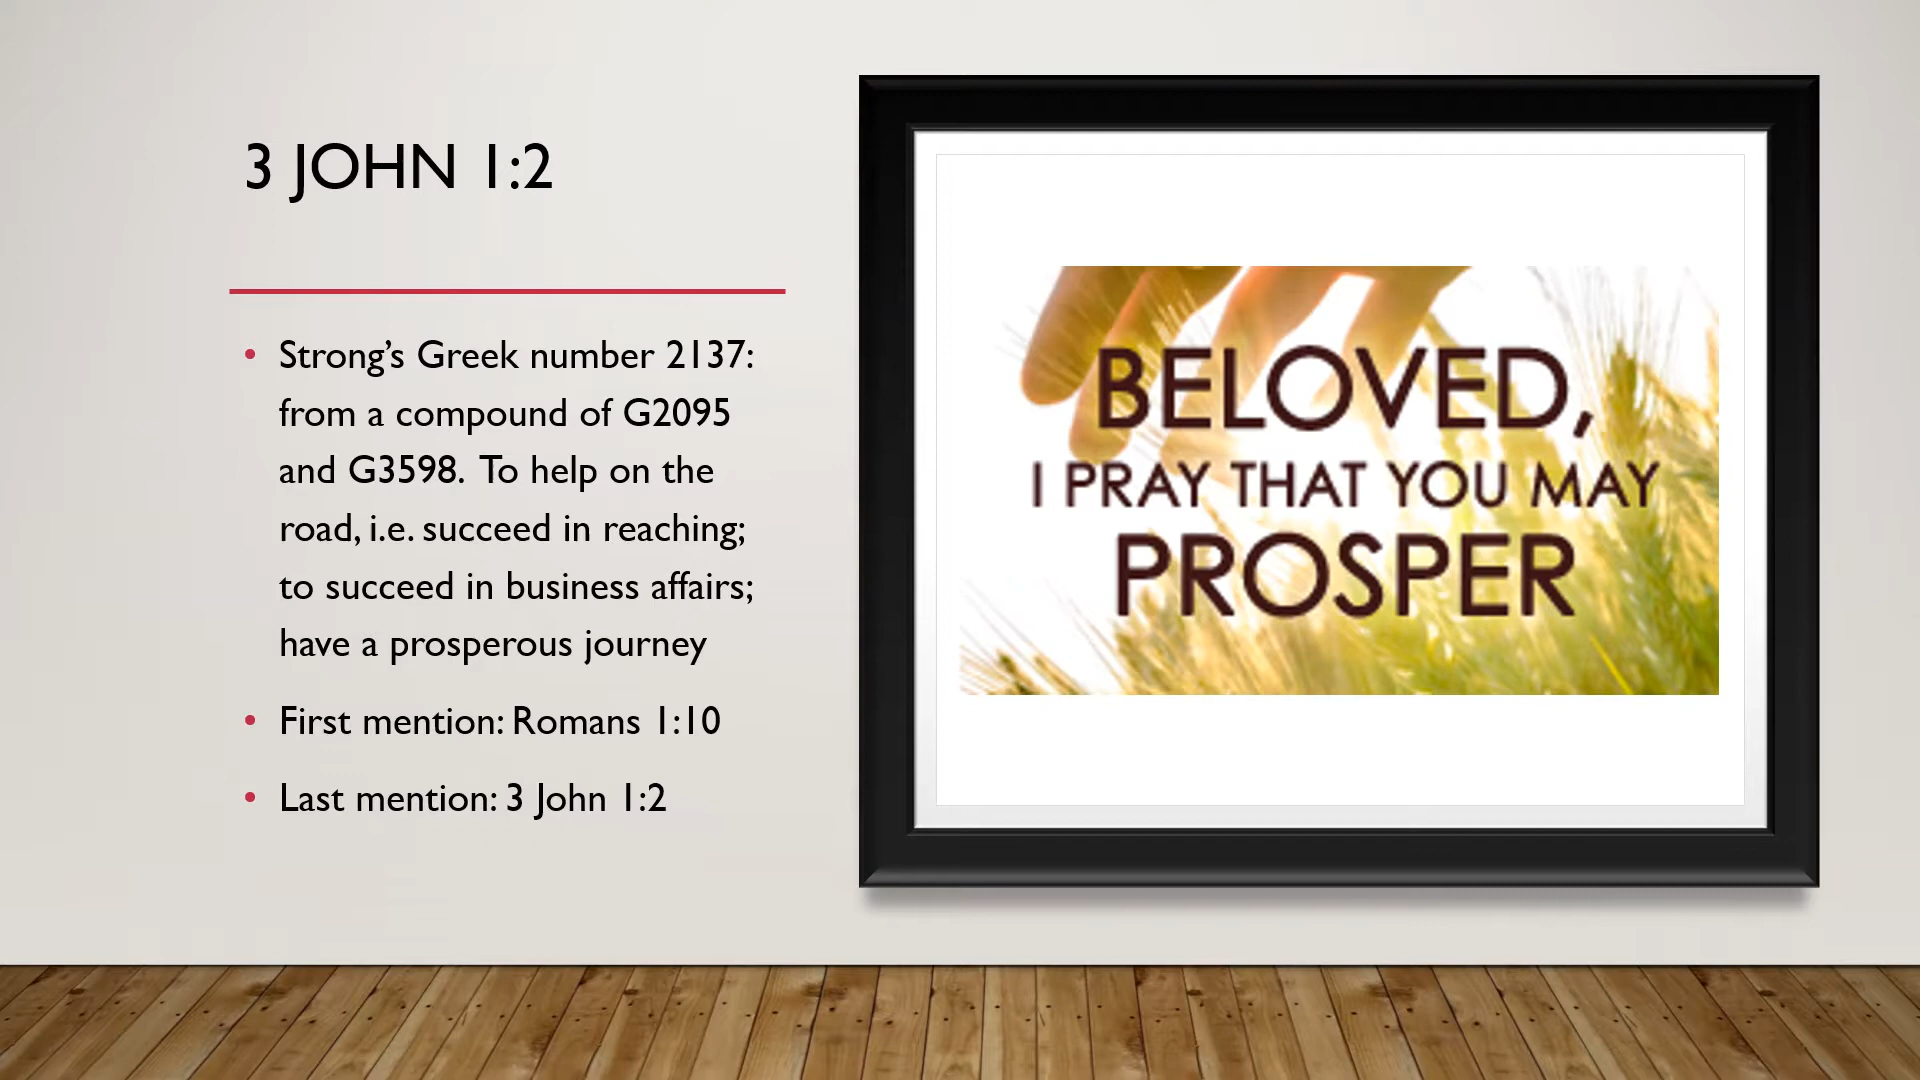 3 JOHN 1:2
• Strong’s Greek number 2137:
from a compound of G2095
and G3598. To help on the
road, i.e. succeed in reaching;
to succeed in business affairs;
have a prosperous journey
• First mention: Romans 1:10
• Last mention: 3 John 1:2
BELOVED,
I PRAY THAT YOU MAY
PROSPER